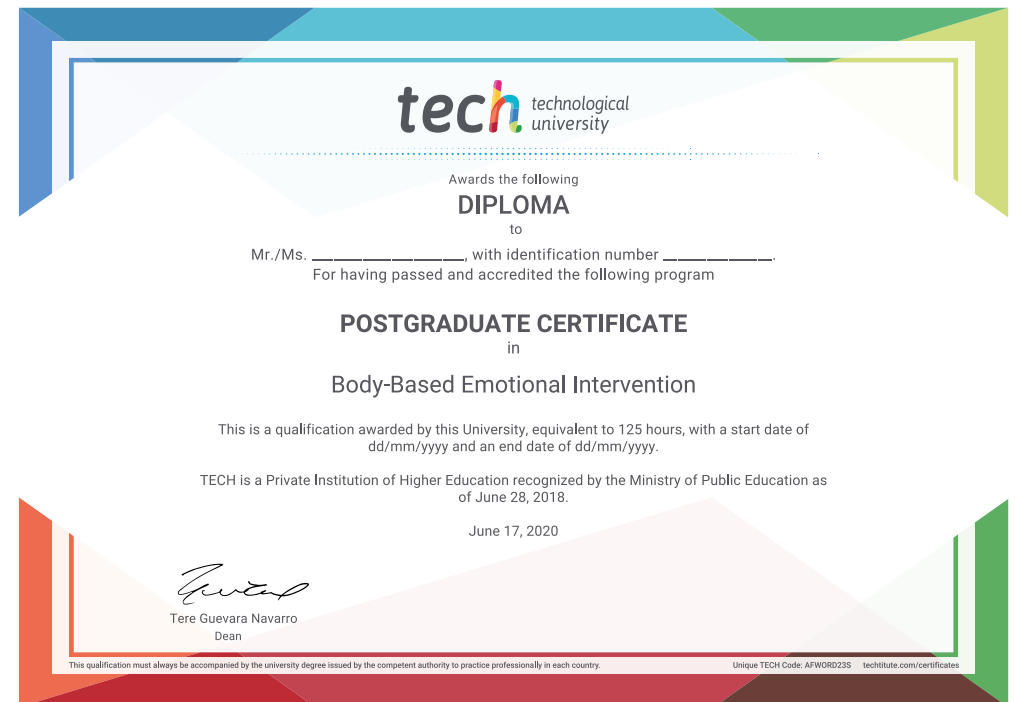 tech technological
university
Awards the following
DIPLOMA
to
Mr./Ms. ____________________, with identification number _______________.
For having passed and accredited the following program
POSTGRADUATE CERTIFICATE
in
Body-Based Emotional Intervention
This is a qualification awarded by this University, equivalent to 125 hours, with a start date of
dd/mm/yyyy and an end date of dd/mm/yyyy.
TECH is a Private Institution of Higher Education recognized by the Ministry of Public Education as
of June 28, 2018.
June 17, 2020
Tere Guevara Navarro
Dean
This qualification must always be accompanied by the university degree issued by the competent authority to practice professionally in each country.
Unique TECH Code: AFWORD23S techtitute.com/certificates